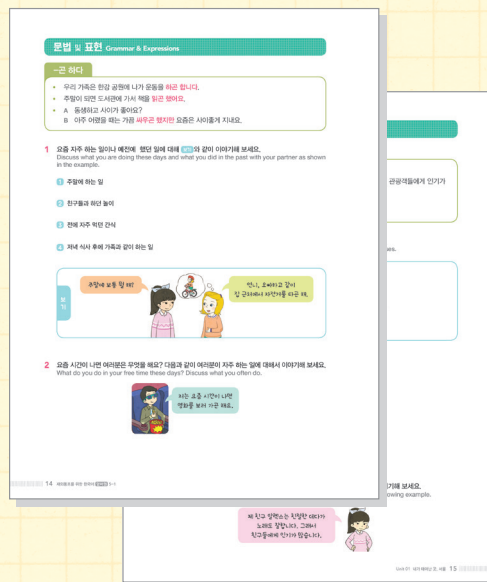 문법 및 표현 Grammar & Expressions
-곤 하다
• 우리 가족은 한강 공원에 나가 운동을 하곤 합니다.
• 주말이 되면 도서관에 가서 책을 읽곤 했어요.
• A 동생하고 사이가 좋아요?
B 아주 어렸을 때는 가끔 싸우곤 했지만 요즘은 사이좋게 지내요.
1 요즘 자주 하는 일이나 예전에 했던 일에 대해 보기와 같이 이야기해 보세요.
Discuss what you are doing these days and what you did in the past with your partner as shown
in the example.
1 주말에 하는 일
2 친구들과 하던 놀이
3 전에 자주 먹던 간식
4 저녁 식사 후에 가족과 같이 하는 일
보기
주말에 보통 뭘 해?
언니, 오빠하고 같이
집 근처에서 자전거를 타곤 해.
2 요즘 시간이 나면 여러분은 무엇을 해요? 다음과 같이 여러분이 자주 하는 일에 대해서 이야기해 보세요.
What do you do in your free time these days? Discuss what you often do.
저는 요즘 시간이 나면
영화를 보러 가곤 해요.
14
관광객들에게 인기가
es.
기해 보세요.
owing example.
제 친구 알렉스는 친절한 데다가
노래도 잘합니다. 그래서
친구들에게 인기가 많습니다.
Unit 01
15